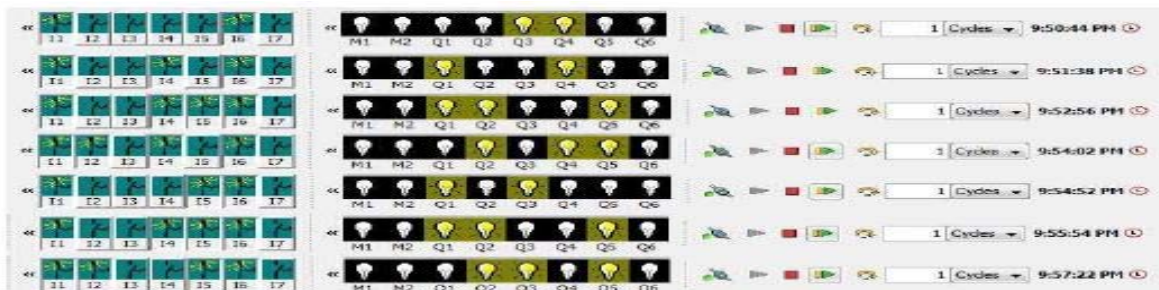 « I1 I2 I3 I4 I5 I6 I7 « M1 M2 Q1 Q2 Q3 Q4 Q5 Q6 1 Cycles 9:50:44 PM
« I1 I2 I3 I4 I5 I6 I7 « M1 M2 Q1 Q2 Q3 Q4 Q5 Q6 1 Cycles 9:51:38 PM
« I1 I2 I3 I4 I5 I6 I7 « M1 M2 Q1 Q2 Q3 Q4 Q5 Q6 1 Cycles 9:52:56 PM
« I1 I2 I3 I4 I5 I6 I7 « M1 M2 Q1 Q2 Q3 Q4 Q5 Q6 1 Cycles 9:54:02 PM
« I1 I2 I3 I4 I5 I6 I7 « M1 M2 Q1 Q2 Q3 Q4 Q5 Q6 1 Cycles 9:54:52 PM
« I1 I2 I3 I4 I5 I6 I7 « M1 M2 Q1 Q2 Q3 Q4 Q5 Q6 1 Cycles 9:55:54 PM
« I1 I2 I3 I4 I5 I6 I7 « M1 M2 Q1 Q2 Q3 Q4 Q5 Q6 1 Cycles 9:57:22 PM